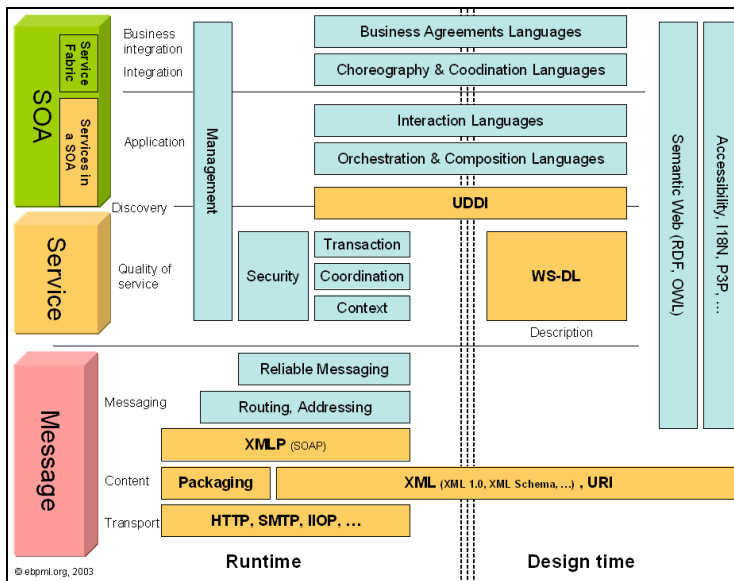 SOA
Service
Fabric
Services in
a SOA
Business
integration
Integration
Application
Discovery
Management
Business Agreements Languages
Choreography & Coodination Languages
Interaction Languages
Orchestration & Composition Languages
UDDI
Semantic Web (RDF, OWL)
Accessibility, I18N, P3P, ...
Service
Quality of
service
Security
Transaction
Coordination
Context
WS-DL
Description
Message
Messaging
Reliable Messaging
Routing, Addressing
XMLP (SOAP)
Content
Packaging
XML (XML 1.0, XML Schema, ...) , URI
Transport
HTTP, SMTP, IIOP, ...
Runtime
Design time
© ebpml.org, 2003